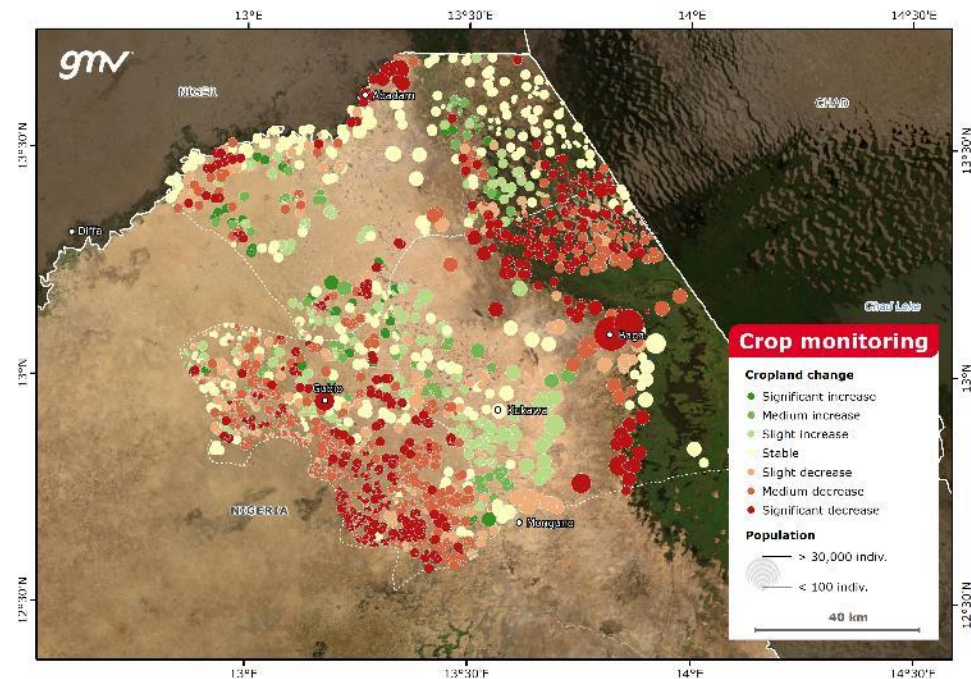 13°E
13°30'E
14°E
14°30'E
gmv
NIGER
Abadam
CHAD
13°30'N
13°30'N
Diffa
Chad Lake
Baga
Crop monitoring
13°N
13°N
Cropland change
Significant increase
Medium increase
Slight increase
Stable
Slight decrease
Medium decrease
Significant decrease
Gubio
Kukawa
NIGERIA
Monguno
Population
> 30,000 indiv.
< 100 indiv.
40 km
12°30'N
12°30'N
13°E
13°30'E
14°E
14°30'E